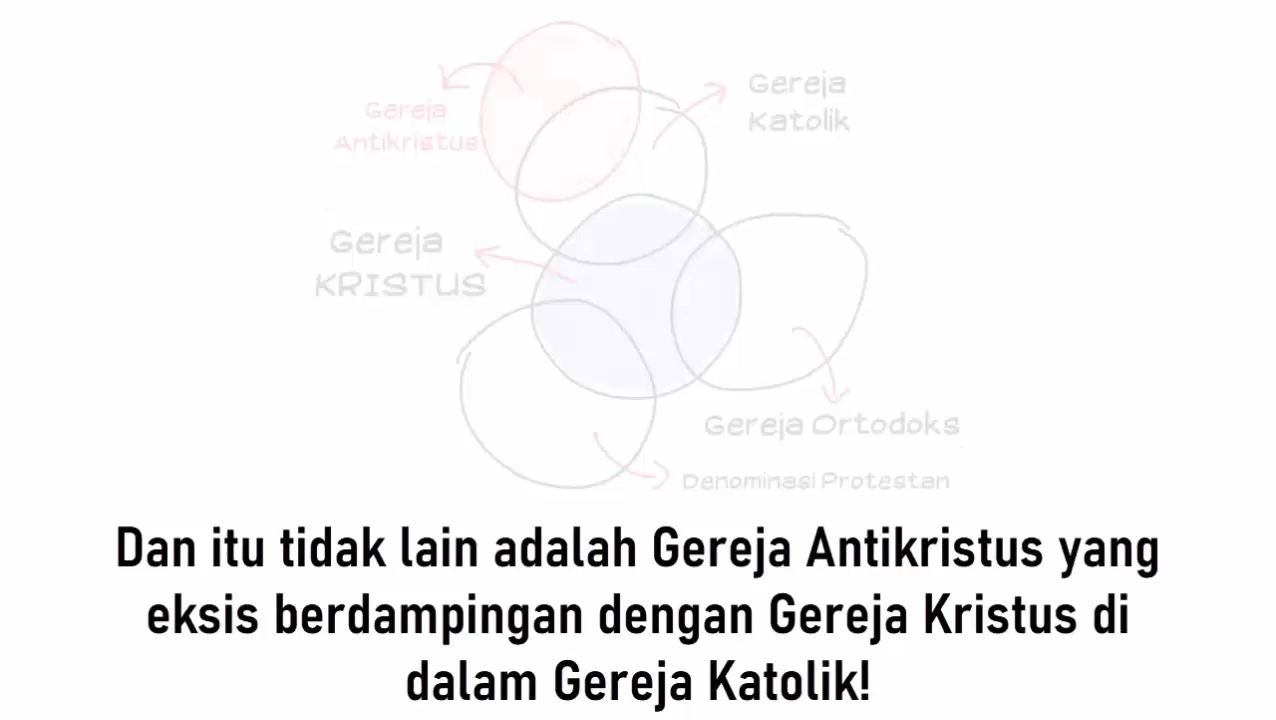 Gereja
Antikristus
Gereja
Katolik
Gereja
KRISTUS
Gereja Ortodoks
Denominasi Protestan
Dan itu tidak lain adalah Gereja Antikristus yang
eksis berdampingan dengan Gereja Kristus di
dalam Gereja Katolik!